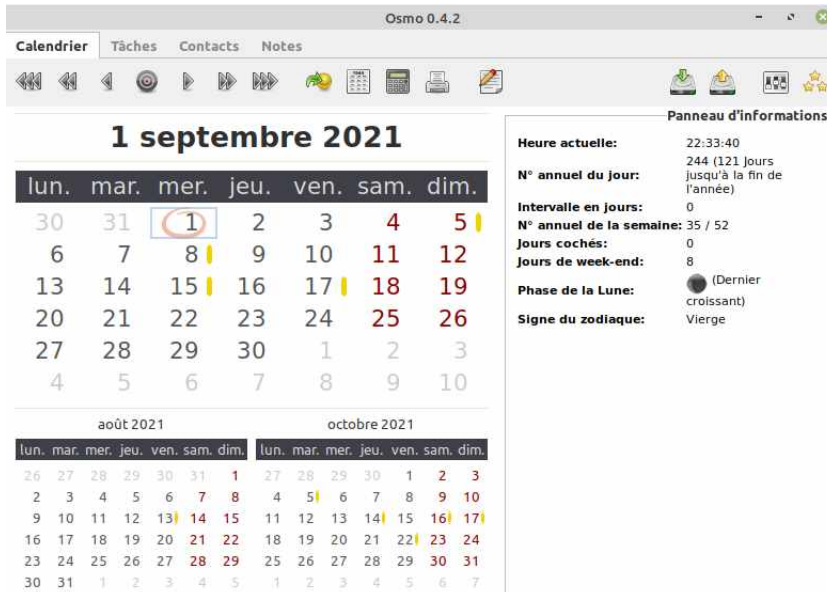 Osmo 0.4.2
Calendrier Tâches Contacts Notes
1 septembre 2021
lun. mar. mer. jeu. ven. sam. dim.
30 31 1 2 3 4 5
6 7 8 9 10 11 12
13 14 15 16 17 18 19
20 21 22 23 24 25 26
27 28 29 30 1 2 3
4 5 6 7 8 9 10
août 2021
lun. mar. mer. jeu. ven. sam. dim.
26 27 28 29 30 31 1
2 3 4 5 6 7 8
9 10 11 12 13 14 15
16 17 18 19 20 21 22
23 24 25 26 27 28 29
30 31 1 2 3 4 5
octobre 2021
lun. mar. mer. jeu. ven. sam. dim.
27 28 29 30 1 2 3
4 5 6 7 8 9 10
11 12 13 14 15 16 17
18 19 20 21 22 23 24
25 26 27 28 29 30 31
1 2 3 4 5 6 7
Panneau d'informations
Heure actuelle: 22:33:40
N° annuel du jour: 244 (121 Jours
jusqu'à la fin de
l'année)
Intervalle en jours: 0
N° annuel de la semaine: 35 / 52
Jours cochés: 0
Jours de week-end: 8
Phase de la Lune: (Dernier
croissant)
Signe du zodiaque: Vierge